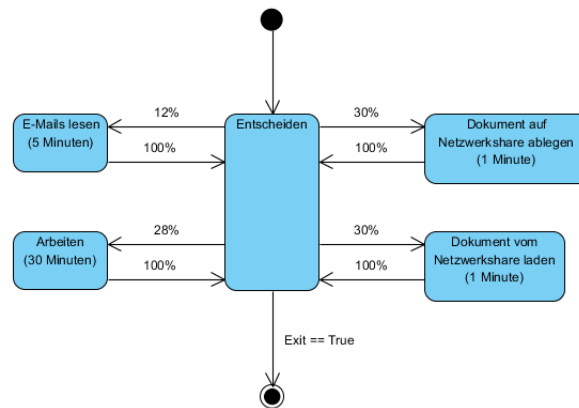 E-Mails lesen
(5 Minuten)
12%
100%
Entscheiden
30%
100%
Dokument auf
Netzwerkshare ablegen
(1 Minute)
Arbeiten
(30 Minuten)
28%
100%
30%
100%
Dokument vom
Netzwerkshare laden
(1 Minute)
Exit == True